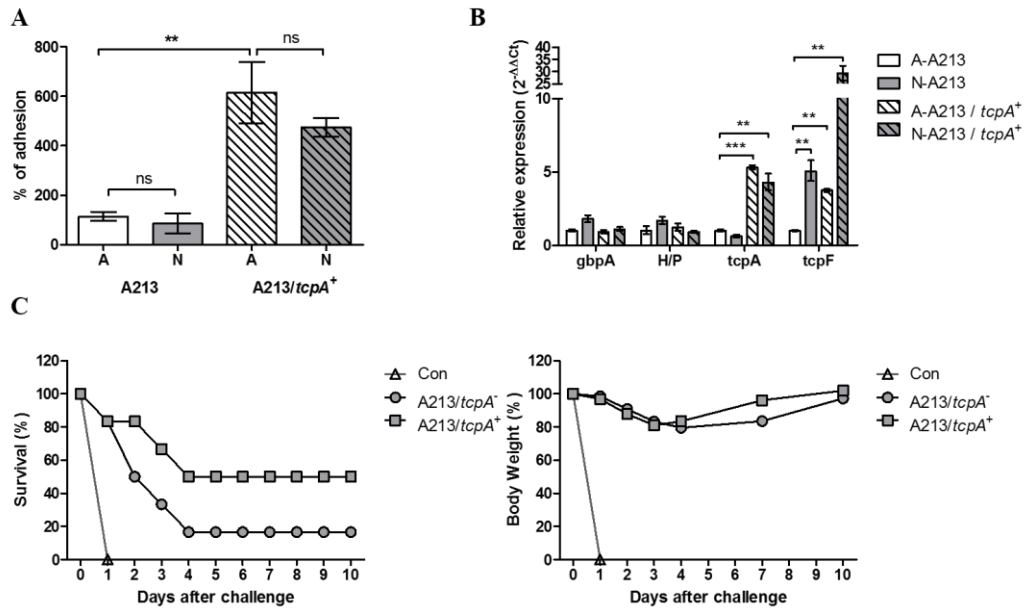 A
% of adhesion
800
600
400
200
0
**
ns
ns
A N A N
A213 A213/tcpA+
B
Relative expression (2-ΔΔCt)
40
35
30
25
10
5
0
**
**
***
**
**
gbpA H/P tcpA tcpF
A-A213
N-A213
A-A213 / tcpA+
N-A213 / tcpA+
C
Survival (%)
120
100
80
60
40
20
0
0 1 2 3 4 5 6 7 8 9 10
Days after challenge
Con
A213/tcpA-
A213/tcpA+
Body Weight (%)
120
100
80
60
40
20
0
0 1 2 3 4 5 6 7 8 9 10
Days after challenge
Con
A213/tcpA-
A213/tcpA+